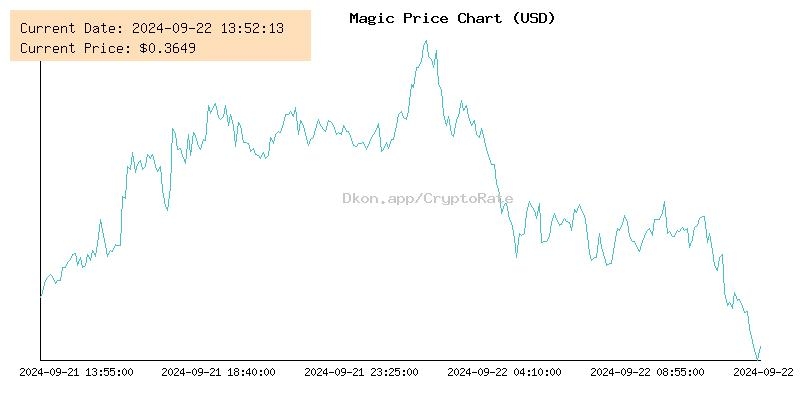 Magic Price Chart (USD)
Current Date: 2024-09-22 13:52:13
Current Price: $0.3649
Dkon.app/CryptoRate
2024-09-21 13:55:00 2024-09-21 18:40:00 2024-09-21 23:25:00 2024-09-22 04:10:00 2024-09-22 08:55:00 2024-09-22